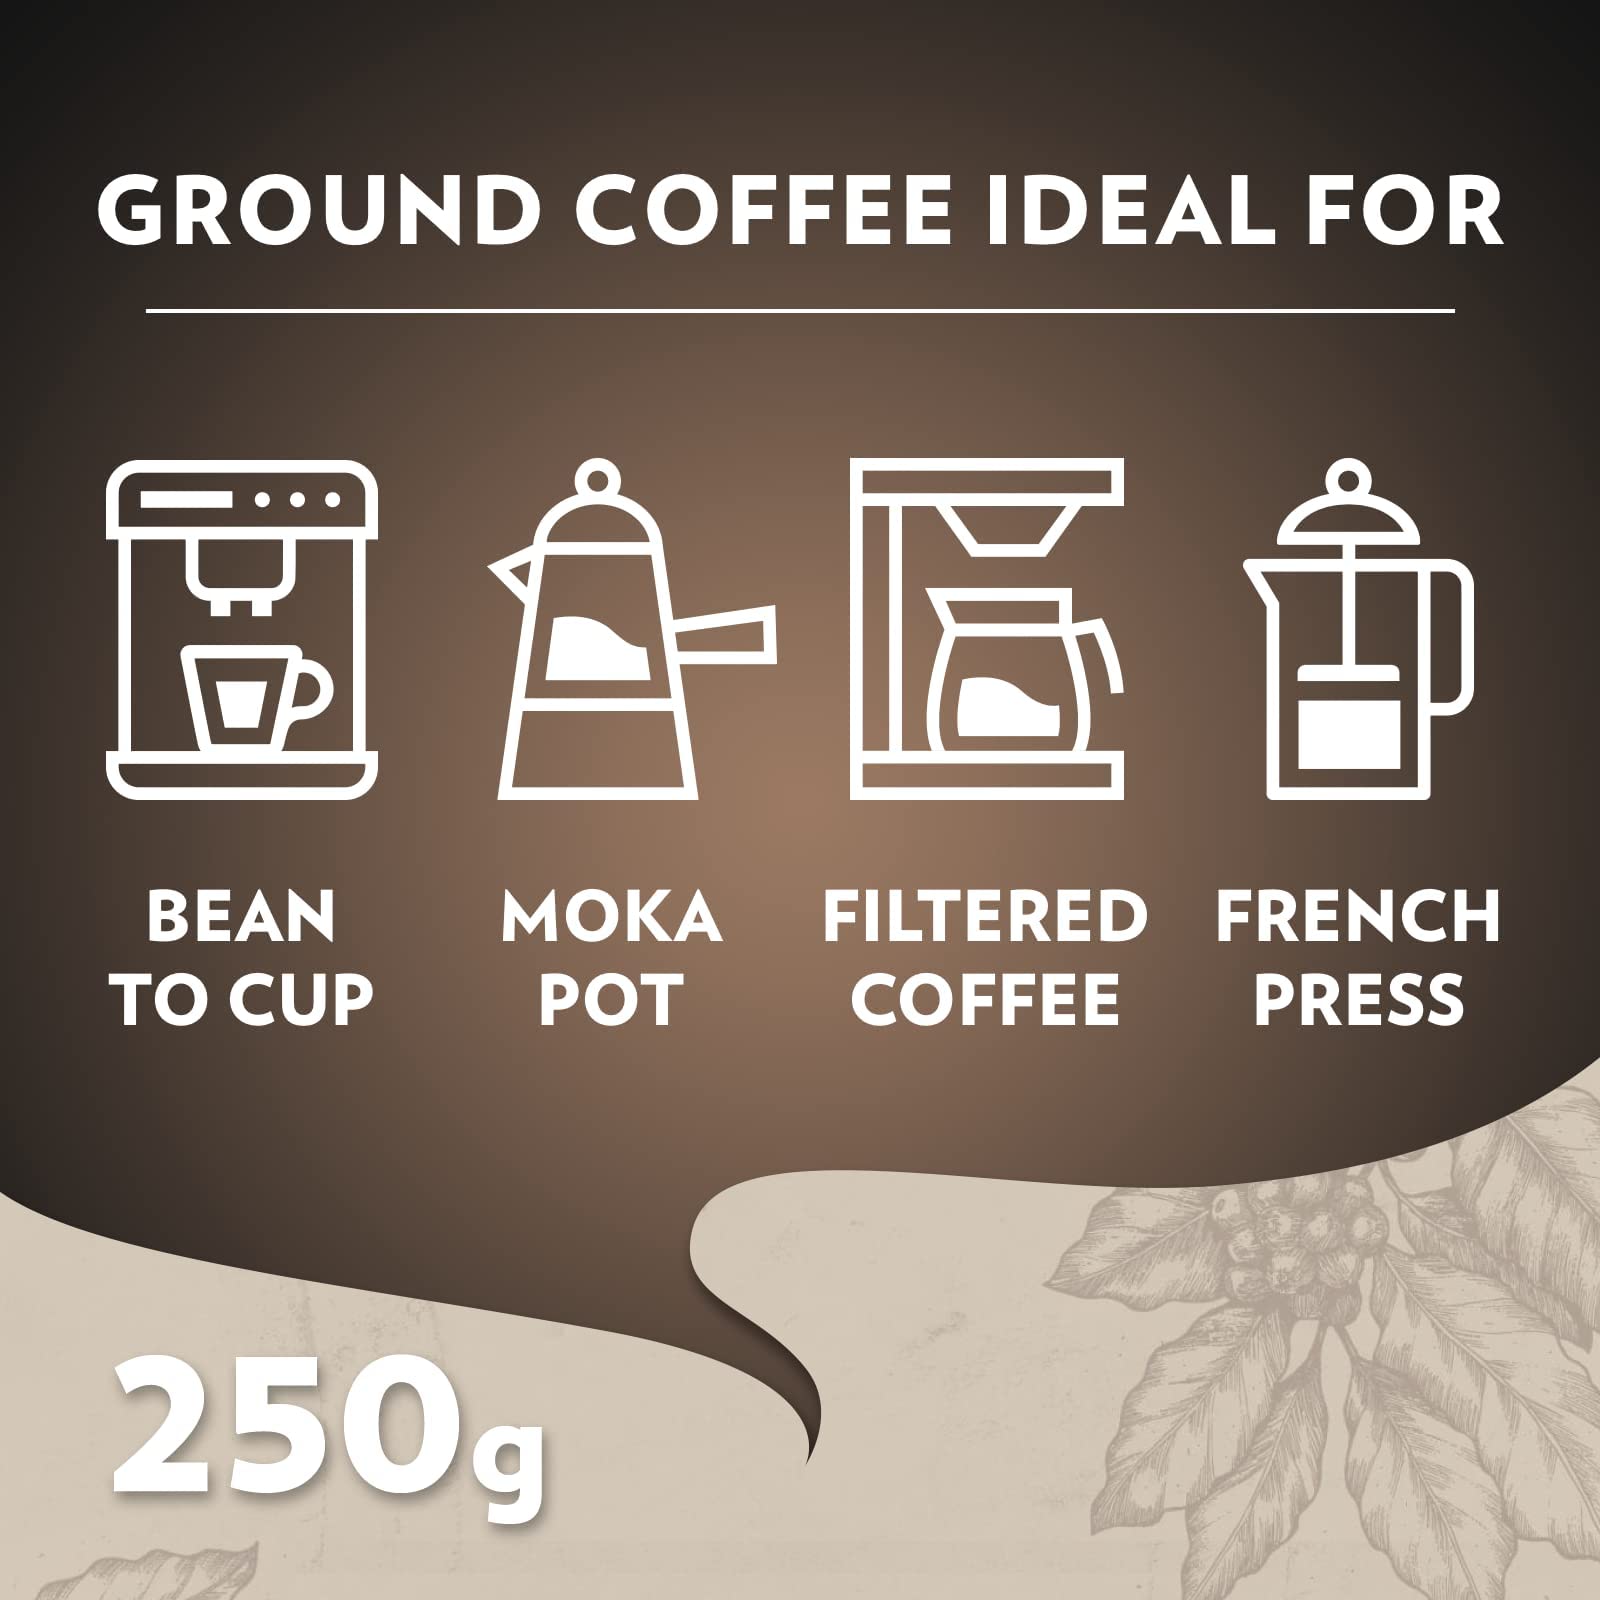 GROUND COFFEE IDEAL FOR
BEAN
TO CUP
MOKA
POT
FILTERED
COFFEE
FRENCH
PRESS
250g